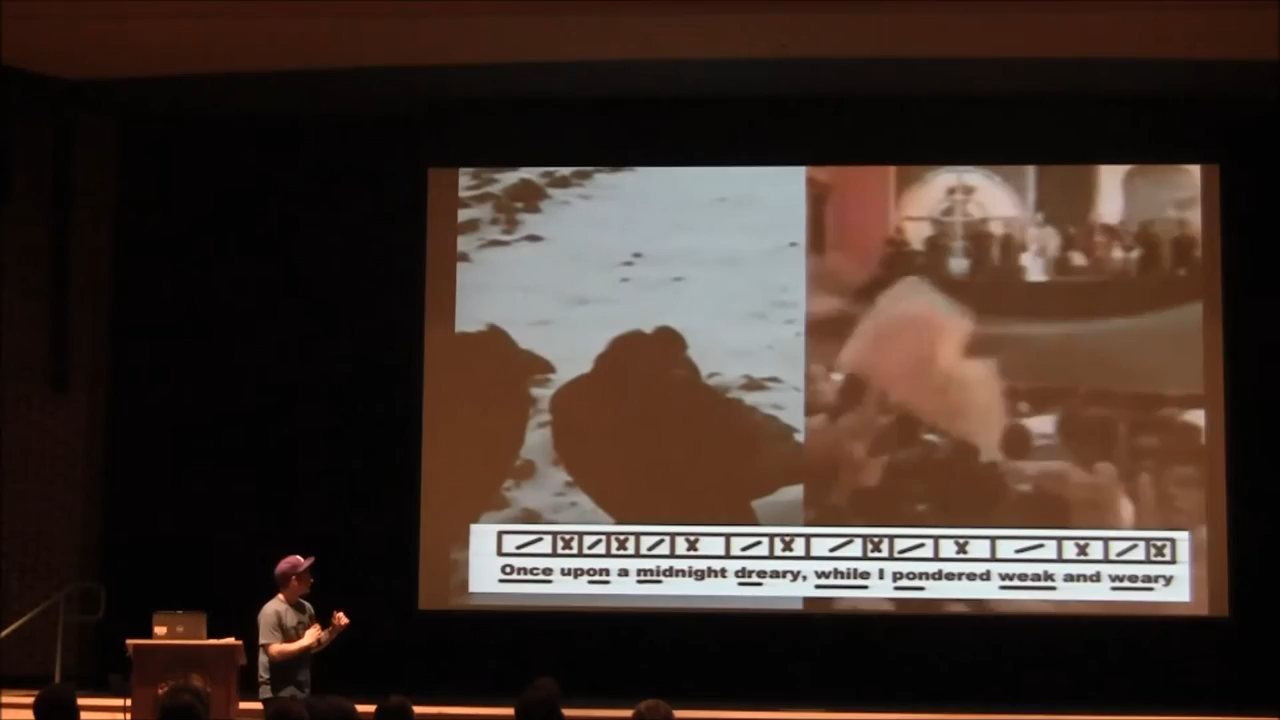 / X / X / X / X / X / X / X / X
Once upon a midnight dreary, while I pondered weak and weary